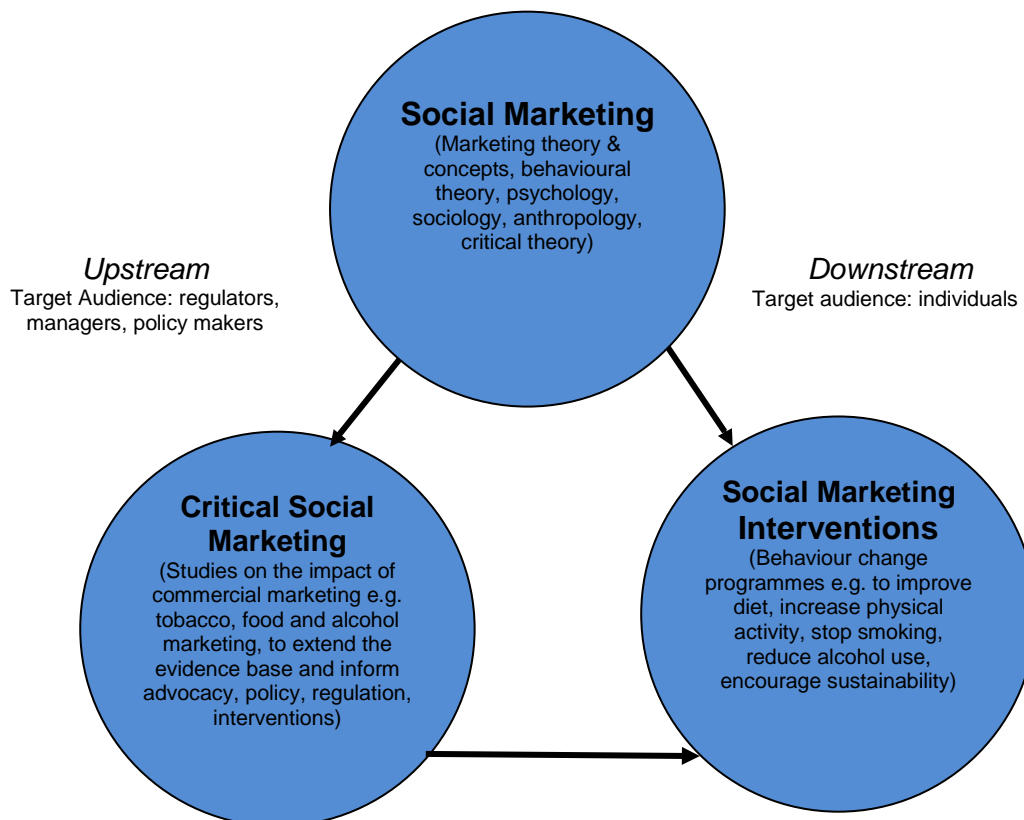 Social Marketing
(Marketing theory &
concepts, behavioural
theory, psychology,
sociology, anthropology,
critical theory)
Upstream
Target Audience: regulators,
managers, policy makers
Downstream
Target audience: individuals
Critical Social
Marketing
(Studies on the impact of
commercial marketing e.g.
tobacco, food and alcohol
marketing, to extend the
evidence base and inform
advocacy, policy, regulation,
interventions)
Social Marketing
Interventions
(Behaviour change
programmes e.g. to improve
diet, increase physical
activity, stop smoking,
reduce alcohol use,
encourage sustainability)